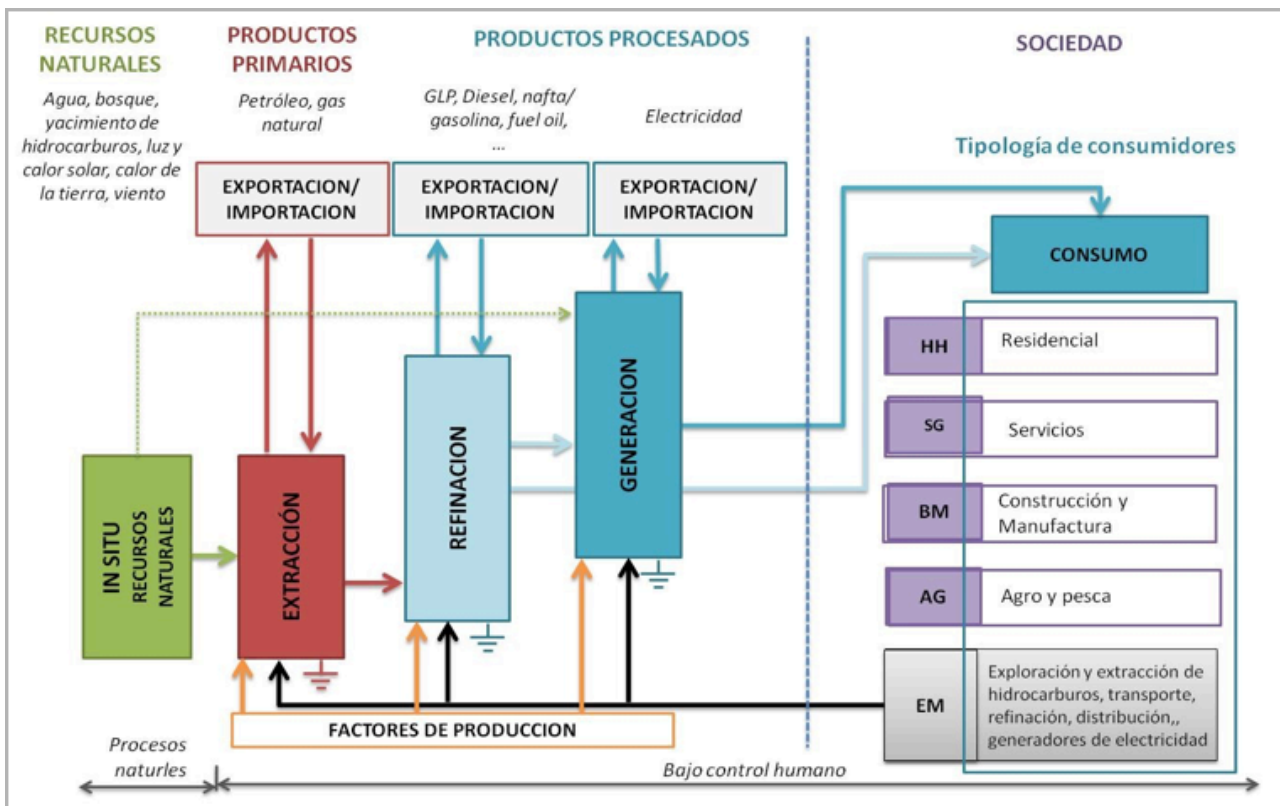 RECURSOS
NATURALES
Agua, bosque,
yacimiento de
hidrocarburos, luz y
calor solar, calor de
la tierra, viento
PRODUCTOS
PRIMARIOS
Petróleo, gas
natural
PRODUCTOS PROCESADOS
GLP, Diesel, nafta/
gasolina, fuel oil,
...
Electricidad
SOCIEDAD
Tipología de consumidores
EXPORTACION/
IMPORTACION
EXPORTACION/
IMPORTACION
EXPORTACION/
IMPORTACION
CONSUMO
IN SITU
RECURSOS
NATURALES
EXTRACCIÓN
REFINACION
GENERACION
HH
Residencial
SG
Servicios
BM
Construcción y
Manufactura
AG
Agro y pesca
EM
Exploración y extracción de
hidrocarburos, transporte,
refinación, distribución,,
generadores de electricidad
FACTORES DE PRODUCCION
Procesos
naturles
Bajo control humano